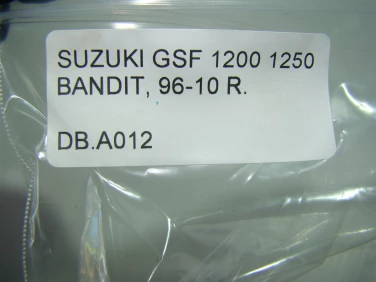 SUZUKI GSF 1200 1250
BANDIT, 96-10 R.
DB.A012